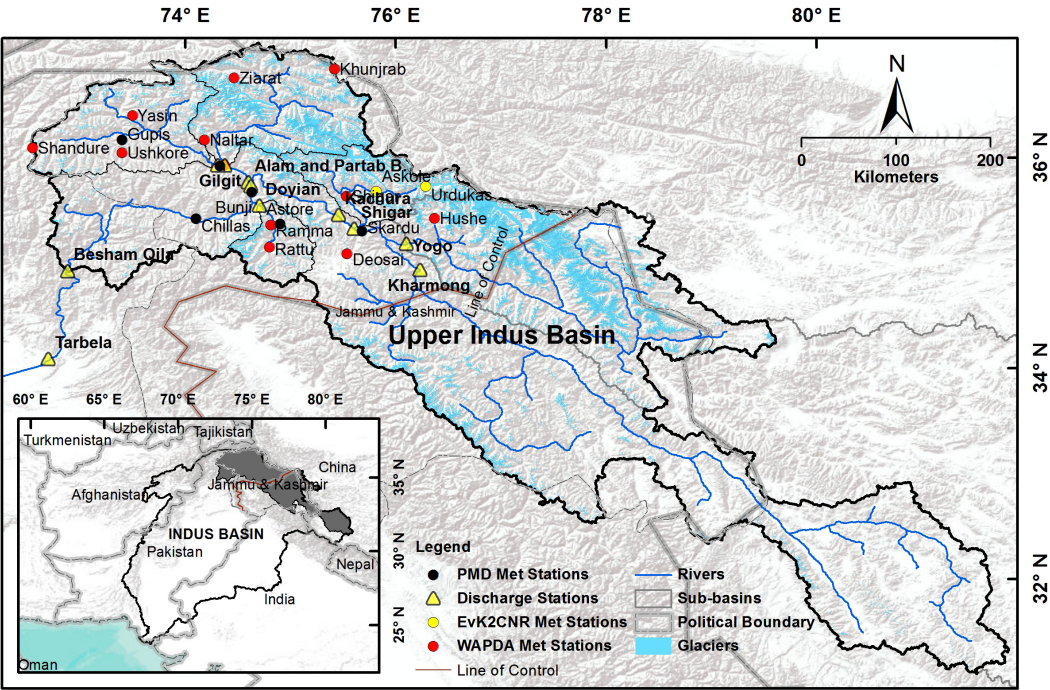 74° E 76° E 78° E 80° E
N
0 100 200
Kilometers
36° N
34° N
32° N
Khunjrab
Ziarat
Yasin
Gupis
Shandure
Ushkore
Naltar
Alam and Partab B.
Askole
Gilgit
Doyian
Urdukas
Kachura
Bunji
Astore
Shigar
Hushe
Chillas
Ramma
Skardu
Rattu
Yogo
Besham Qila
Deosai
Line of Control
Kharmong
Jammu & Kashmir
Upper Indus Basin
Tarbela
60° E 65° E 70° E 75° E 80° E
Uzbekistan
Tajikistan
Turkmenistan
China
Jammu & Kashmir
Afghanistan
INDUS BASIN
Pakistan
Nepal
India
Oman
35° N
30° N
25° N
Legend
PMD Met Stations
Discharge Stations
EvK2CNR Met Stations
WAPDA Met Stations
Line of Control
Rivers
Sub-basins
Political Boundary
Glaciers